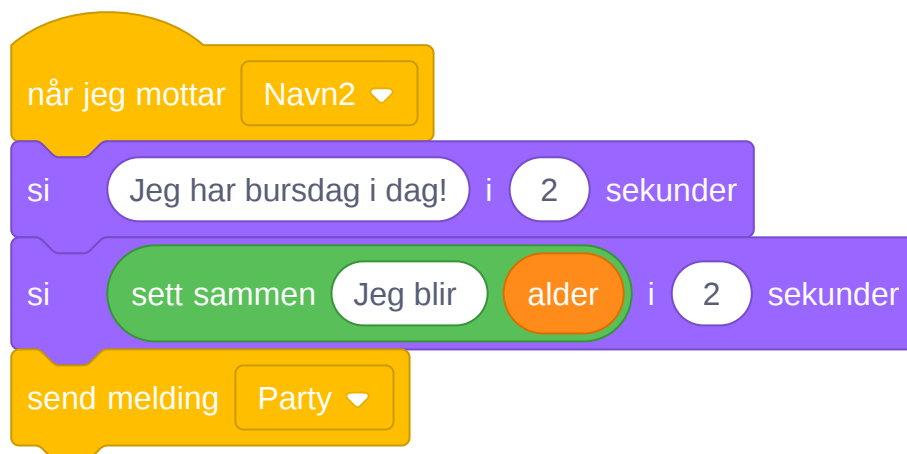 når jeg mottar Navn2
si Jeg har bursdag i dag! i 2 sekunder
si sett sammen Jeg blir alder i 2 sekunder
send melding Party